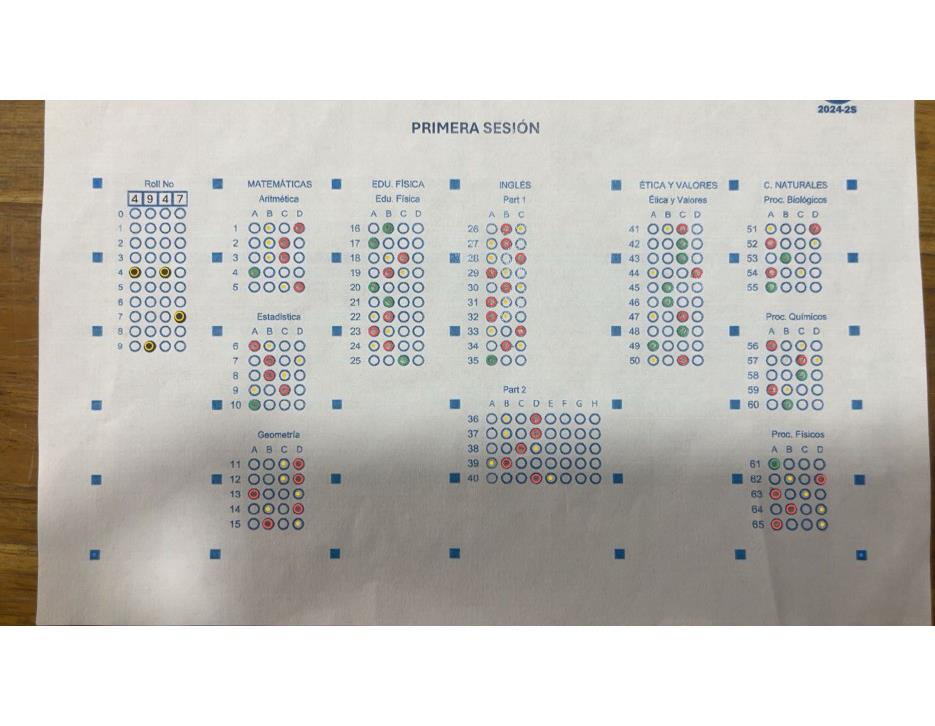 2024-2S
PRIMERA SESIÓN
Roll No
4 9 4 7
0
1
2
3
4
5
6
7
8
9
MATEMÁTICAS
Aritmética
A B C D
1
2
3
4
5
Estadística
A B C D
6
7
8
9
10
Geometría
A B C D
11
12
13
14
15
EDU. FÍSICA
Edu. Física
A B C D
16
17
18
19
20
21
22
23
24
25
INGLÉS
Part 1
A B C
26
27
28
29
30
31
32
33
34
35
Part 2
A B C D E F G H
36
37
38
39
40
ÉTICA Y VALORES
Ética y Valores
A B C D
41
42
43
44
45
46
47
48
49
50
C. NATURALES
Proc. Biológicos
A B C D
51
52
53
54
55
Proc. Químicos
A B C D
56
57
58
59
60
Proc. Físicos
A B C D
61
62
63
64
65